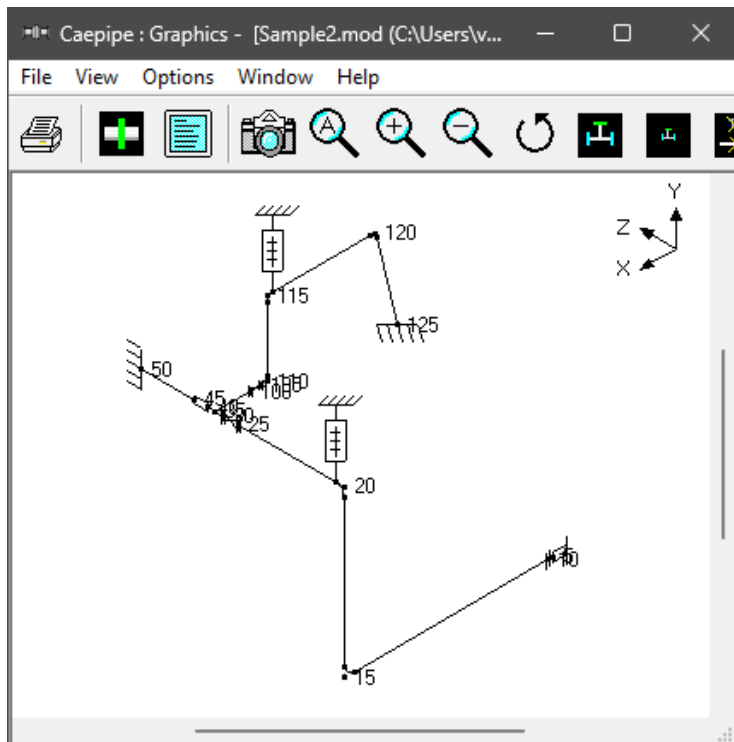 Caepipe : Graphics - [Sample2.mod (C:\Users\v...
File View Options Window Help
A
Y
Z
X
120
115
125
50
45
25
20
15